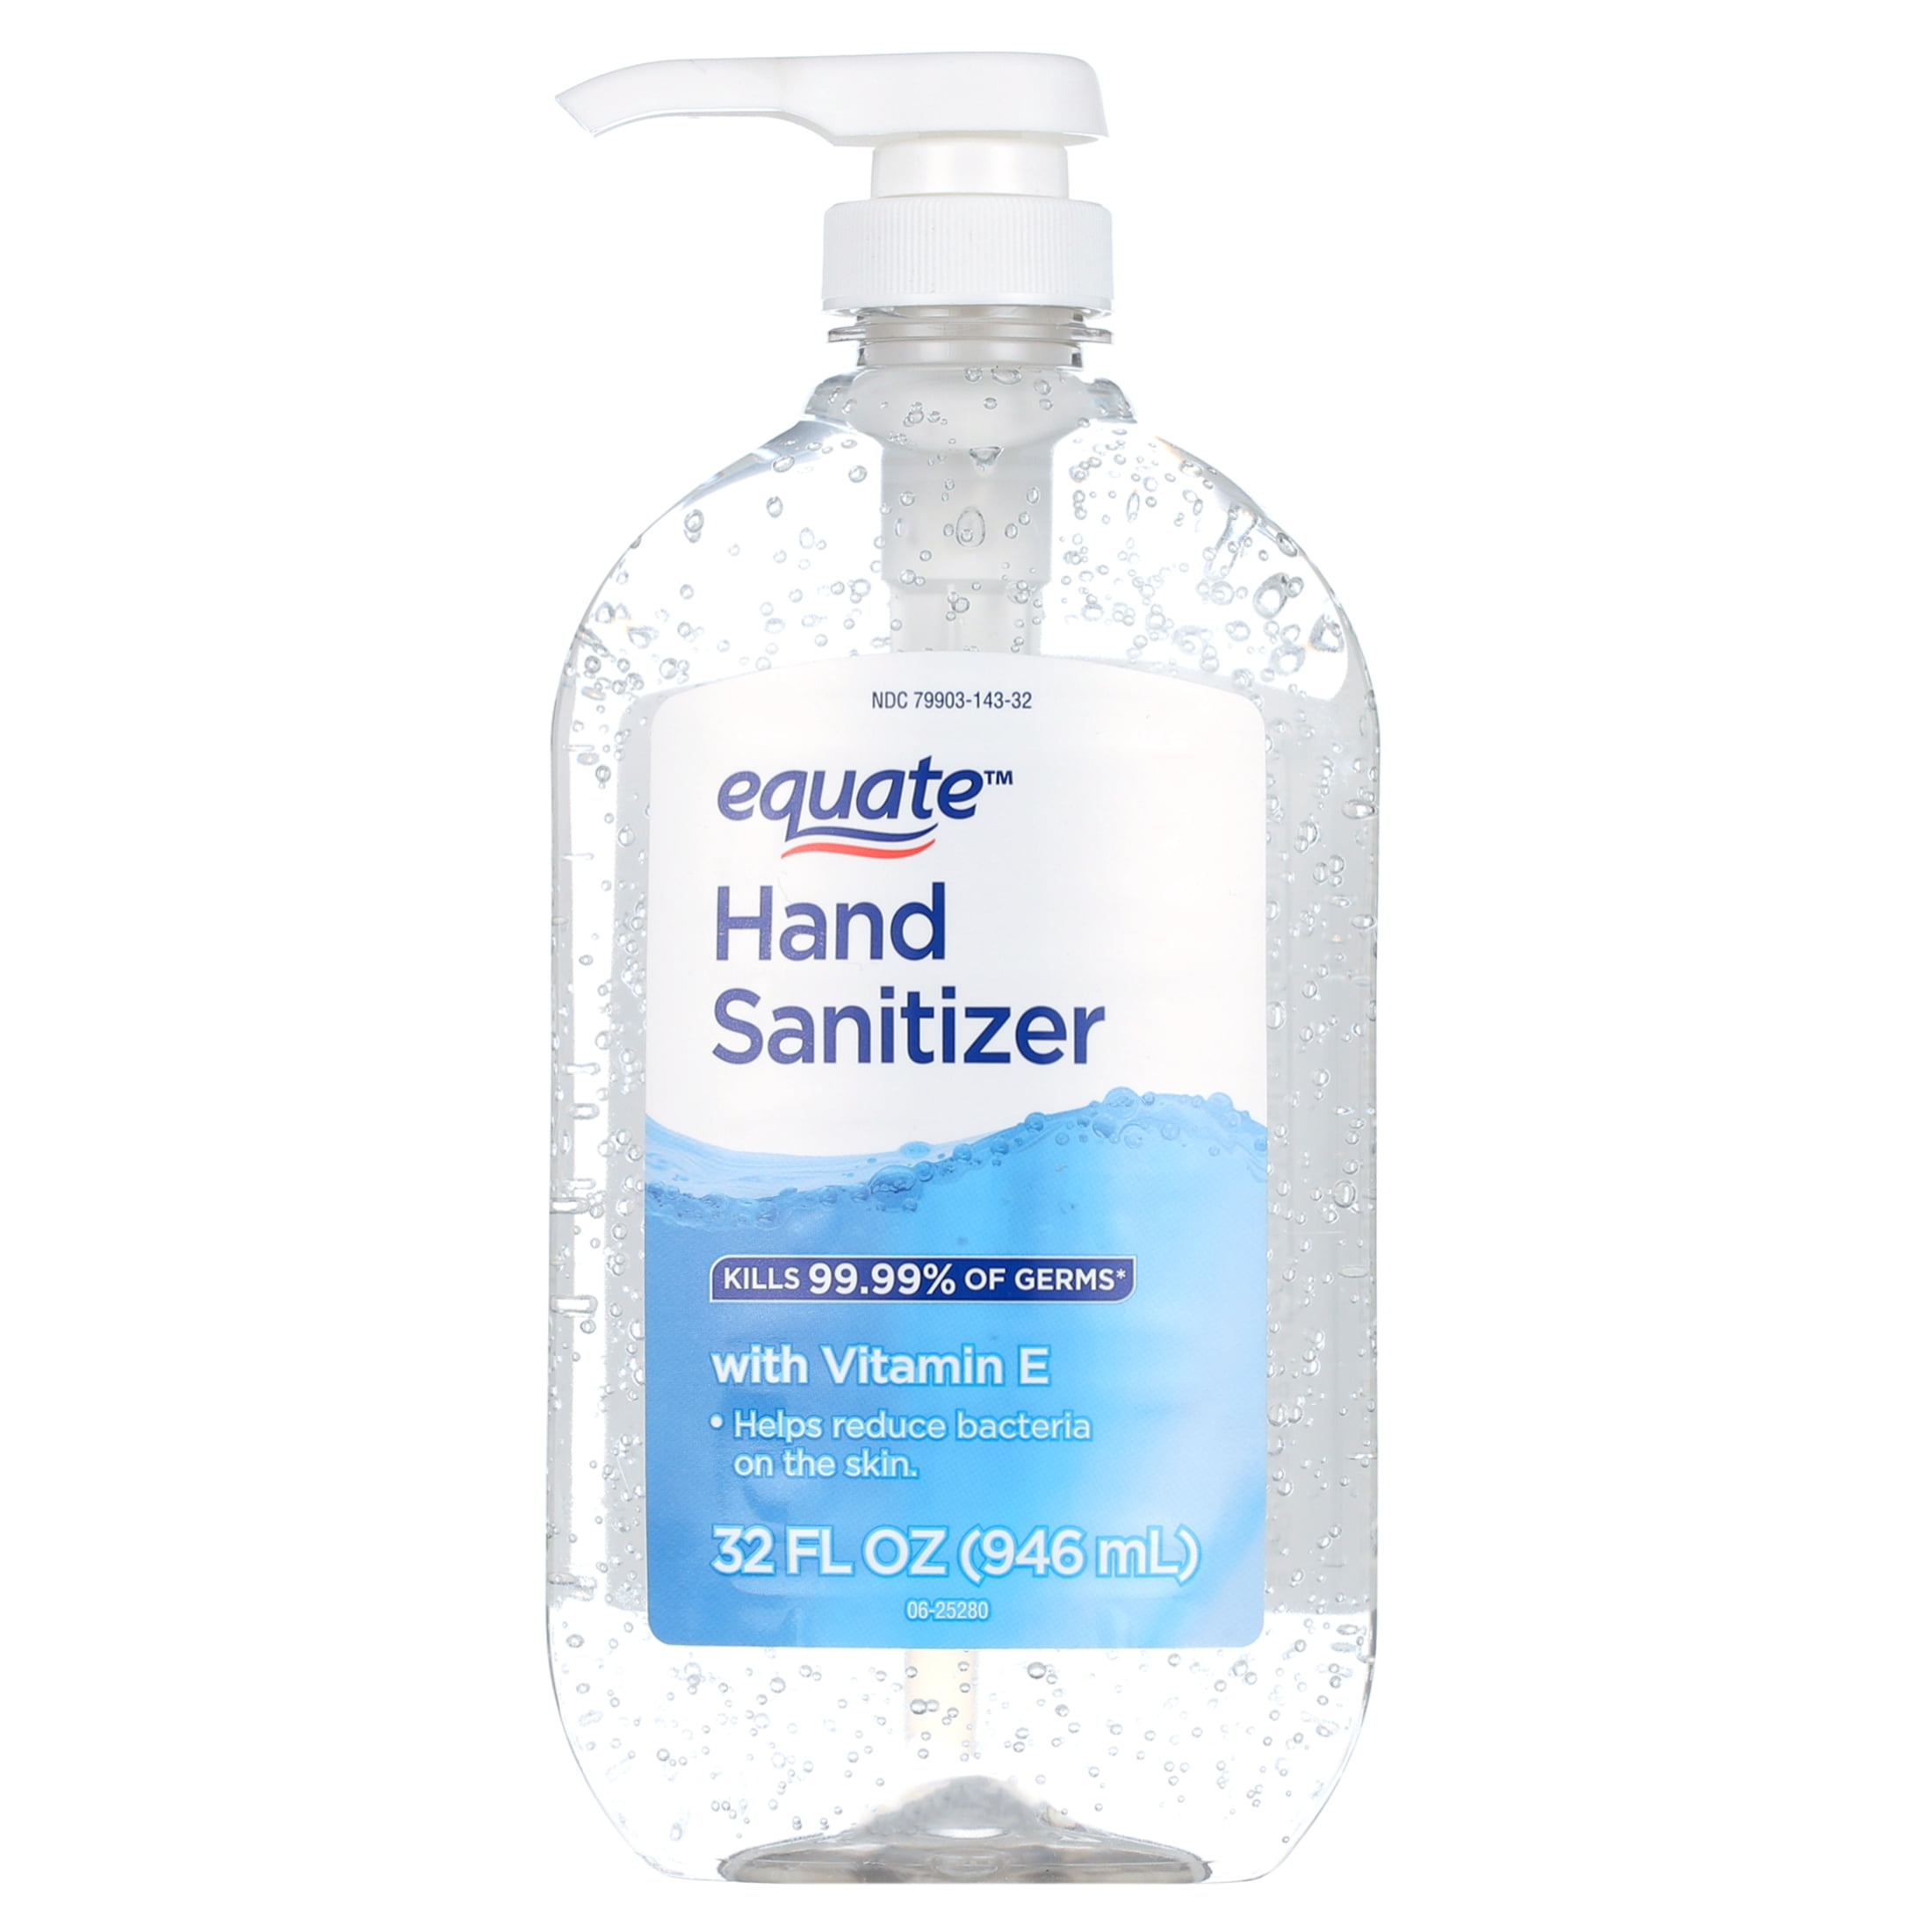 NDC 79903-143-32
equate™
Hand
Sanitizer
KILLS 99.99% OF GERMS*
with Vitamin E
• Helps reduce bacteria
on the skin.
32 FL OZ (946 mL)
06-25280